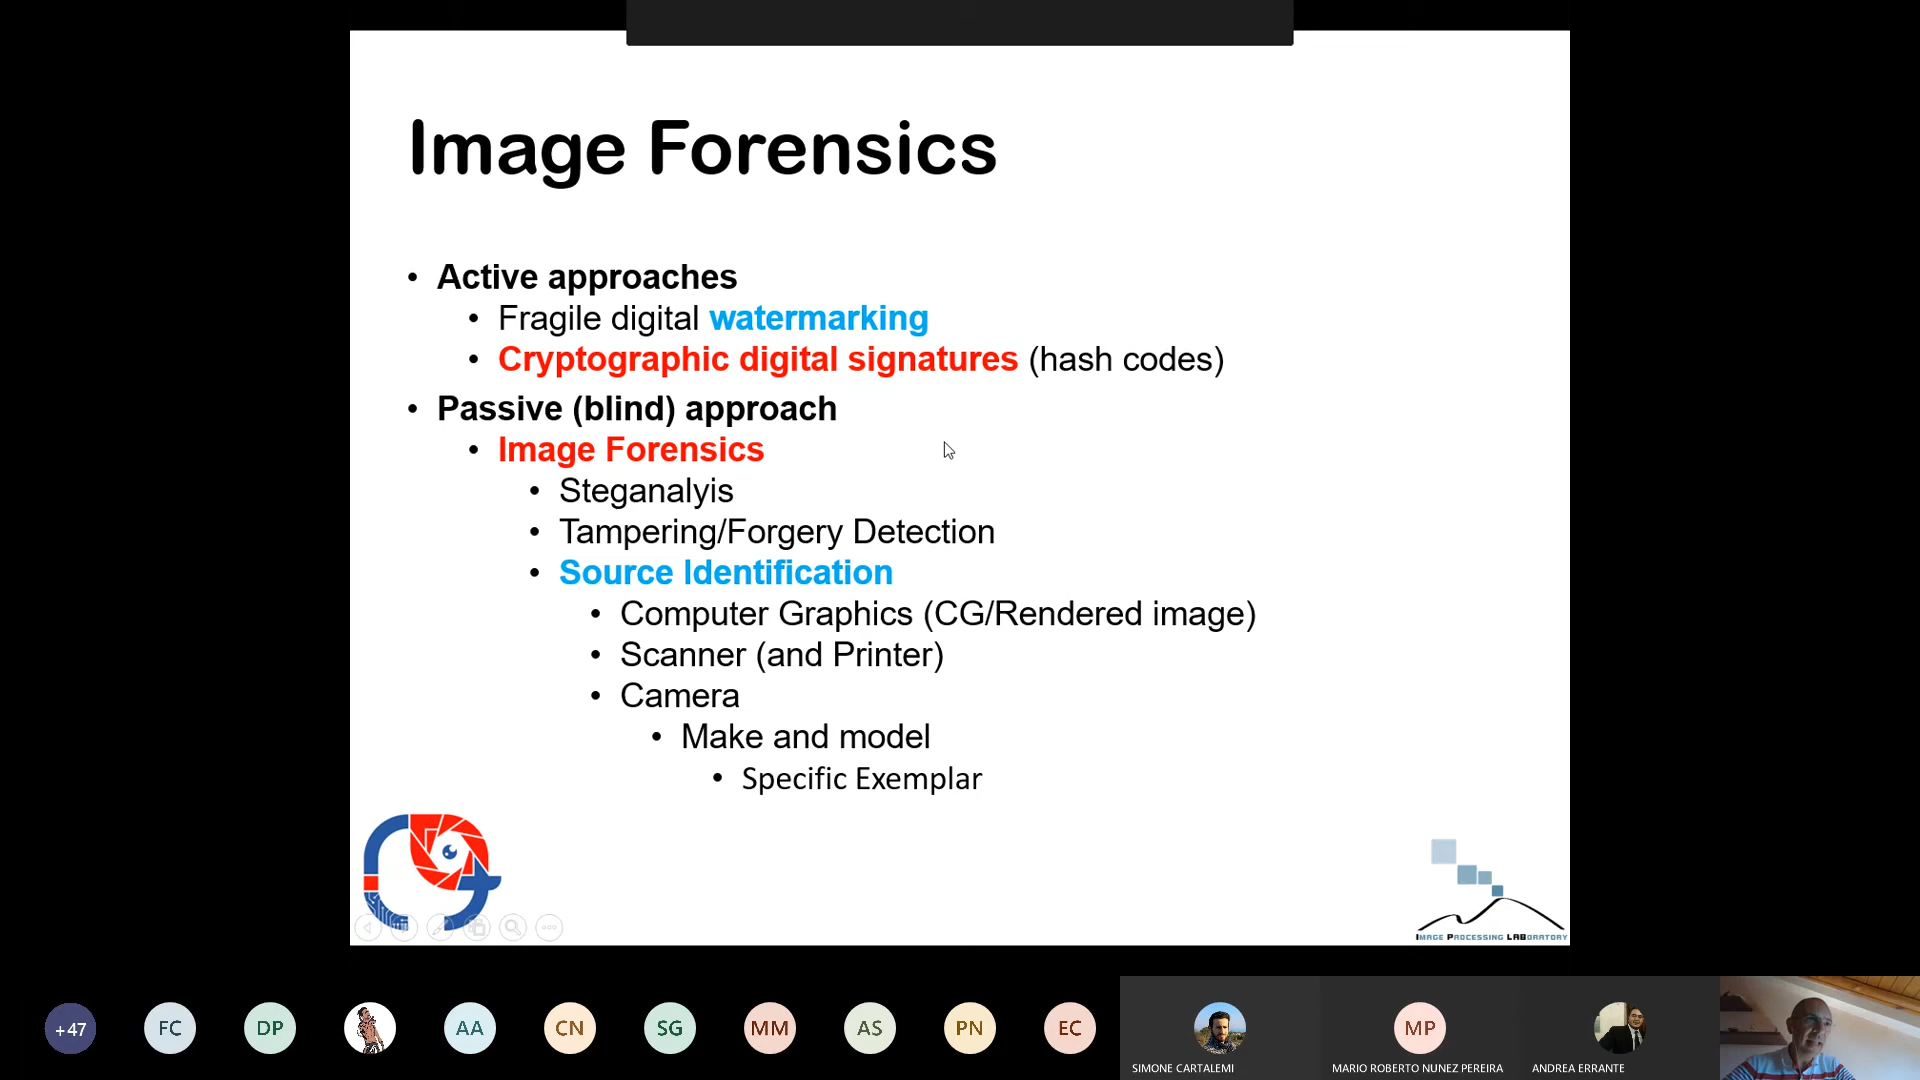 Image Forensics
• Active approaches
• Fragile digital watermarking
• Cryptographic digital signatures (hash codes)
• Passive (blind) approach
• Image Forensics
• Steganalyis
• Tampering/Forgery Detection
• Source Identification
• Computer Graphics (CG/Rendered image)
• Scanner (and Printer)
• Camera
• Make and model
• Specific Exemplar
IMAGE PROCESSING LABORATORY
+47
FC
DP
AA
CN
SG
MM
AS
PN
EC
MP
SIMONE CARTALEMI
MARIO ROBERTO NUNEZ PEREIRA
ANDREA ERRANTE